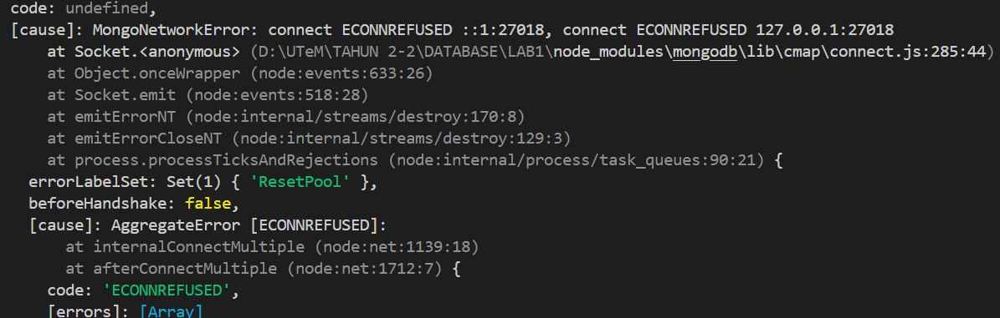 code: undefined,
[cause]: MongoNetworkError: connect ECONNREFUSED ::1:27018, connect ECONNREFUSED 127.0.0.1:27018
at Socket.<anonymous> (D:\UTeM\TAHUN 2-2\DATABASE\LAB1\node_modules\mongodb\lib\cmap\connect.js:285:44)
at Object.onceWrapper (node:events:633:26)
at Socket.emit (node:events:518:28)
at emitErrorNT (node:internal/streams/destroy:170:8)
at emitErrorCloseNT (node:internal/streams/destroy:129:3)
at process.processTicksAndRejections (node:internal/process/task_queues:90:21) {
errorLabelSet: Set(1) { 'ResetPool' },
beforeHandshake: false,
[cause]: AggregateError [ECONNREFUSED]:
at internalConnectMultiple (node:net:1139:18)
at afterConnectMultiple (node:net:1712:7) {
code: 'ECONNREFUSED',
[errors]: [Array]